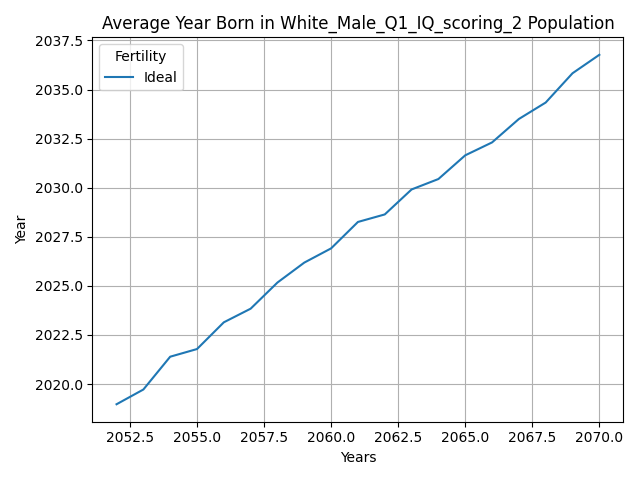 Average Year Born in White_Male_Q1_IQ_scoring_2 Population
Fertility
Ideal
Year
2037.5
2035.0
2032.5
2030.0
2027.5
2025.0
2022.5
2020.0
2052.5 2055.0 2057.5 2060.0 2062.5 2065.0 2067.5 2070.0
Years